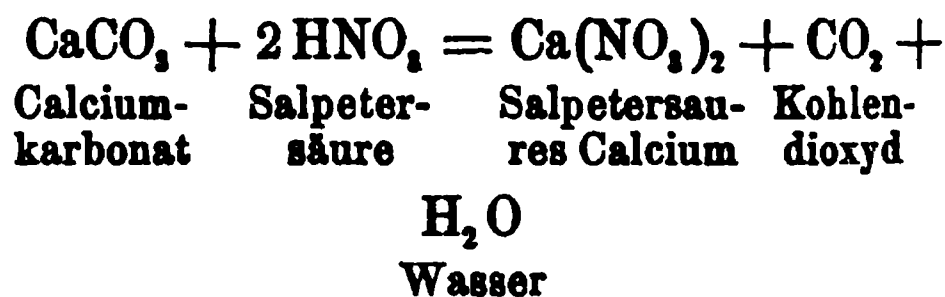 CaCO₃ + 2 HNO₃ = Ca(NO₃)₂ + CO₂ +
Calcium- Salpeter- Salpetersau- Kohlen-
karbonat säure res Calcium dioxyd
H₂O
Wasser